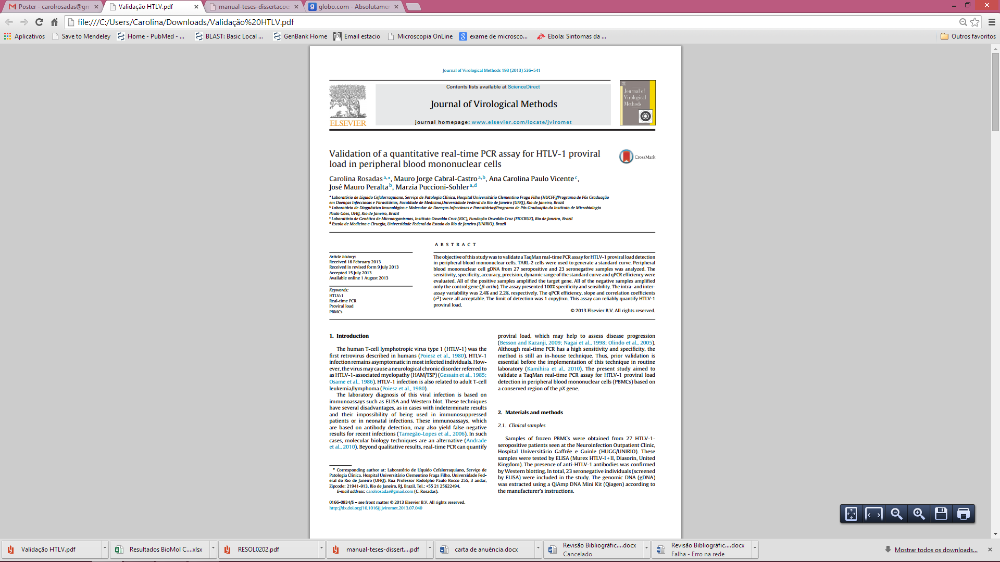 Poster - carolrosadas@gm
Validação HTLV.pdf
manual-teses-dissertacoe
globo.com - Absolutamen
file:///C:/Users/Carolina/Downloads/Validação%20HTLV.pdf
Aplicativos
Save to Mendeley
Home - PubMed - ...
BLAST: Basic Local ...
GenBank Home
Email estacio
Microscopia OnLine
exame de microsco...
Ebola: Sintomas da ...
Outros favoritos
Journal of Virological Methods 193 (2013) 536–541
Contents lists available at ScienceDirect
Journal of Virological Methods
journal homepage: www.elsevier.com/locate/jviromet
ELSEVIER
Journal of
Virological
Methods
Validation of a quantitative real-time PCR assay for HTLV-1 proviral
load in peripheral blood mononuclear cells
CrossMark
Carolina Rosadas a,*, Mauro Jorge Cabral-Castro a,b, Ana Carolina Paulo Vicente c,
José Mauro Peralta b, Marzia Puccioni-Sohler a,d
a Laboratório de Líquido Cefalorraquiano, Serviço de Patologia Clínica, Hospital Universitário Clementino Fraga Filho (HUCFF)/Programa de Pós Graduação
em Doenças Infecciosas e Parasitárias, Faculdade de Medicina,Universidade Federal do Rio de Janeiro (UFRJ), Rio de Janeiro, Brazil
b Laboratório de Diagnóstico Imunológico e Molecular de Doenças Infecciosas e Parasitárias/Programa de Pós Graduação do Instituto de Microbiologia
Paulo Góes, UFRJ, Rio de Janeiro, Brazil
c Laboratório de Genética de Microorganismos, Instituto Oswaldo Cruz (IOC), Fundação Oswaldo Cruz (FIOCRUZ), Rio de Janeiro, Brazil
d Escola de Medicina e Cirurgia, Universidade Federal do Estado do Rio de Janeiro (UNIRIO), Brazil
Article history:
Received 18 February 2013
Received in revised form 9 July 2013
Accepted 15 July 2013
Available online 1 August 2013
Keywords:
HTLV-1
Real-time PCR
Proviral load
PBMCs
ABSTRACT
The objective of this study was to validate a TaqMan real-time PCR assay for HTLV-1 proviral load detection
in peripheral blood mononuclear cells. TARL-2 cells were used to generate a standard curve. Peripheral
blood mononuclear cell gDNA from 27 seropositive and 23 seronegative samples was analyzed. The
sensitivity, specificity, accuracy, precision, dynamic range of the standard curve and qPCR efficiency were
evaluated. All of the positive samples amplified the target gene. All of the negative samples amplified
only the control gene (β-actin). The assay presented 100% specificity and sensibility. The intra- and inter-
assay variability was 2.4% and 2.2%, respectively. The qPCR efficiency, slope and correlation coefficients
(r²) were all acceptable. The limit of detection was 1 copy/rxn. This assay can reliably quantify HTLV-1
proviral load.
© 2013 Elsevier B.V. All rights reserved.
1. Introduction
The human T-cell lymphotropic virus type 1 (HTLV-1) was the
first retrovirus described in humans (Poiesz et al., 1980). HTLV-1
infection remains asymptomatic in most infected individuals. How-
ever, the virus may cause a neurological chronic disorder referred to
as HTLV-1-associated myelopathy (HAM/TSP) (Gessain et al., 1985;
Osame et al., 1986). HTLV-1 infection is also related to adult T-cell
leukemia/lymphoma (Poiesz et al., 1980).
The laboratory diagnosis of this viral infection is based on
immunoassays such as ELISA and Western blot. These techniques
have several disadvantages, as in cases with indeterminate results
and their impossibility of being used in immunosuppressed
patients or in neonatal infections. These immunoassays, which
are based on antibody detection, may also yield false-negative
results for recent infections (Tamegão-Lopes et al., 2006). In such
cases, molecular biology techniques are an alternative (Andrade
et al., 2010). Beyond qualitative results, real-time PCR can quantify
* Corresponding author at: Laboratório de Líquido Cefalorraquiano, Serviço de
Patologia Clínica, Hospital Universitário Clementino Fraga Filho, Universidade Fed-
eral do Rio de Janeiro (UFRJ). Rua Professor Rodolpho Paulo Rocco 255, 3 andar,
Zipcode: 21941-913, Rio de Janeiro, RJ, Brazil. Tel.: +55 21 25622494.
E-mail address: carolrosadas@gmail.com (C. Rosadas).
0166-0934/$ – see front matter © 2013 Elsevier B.V. All rights reserved.
http://dx.doi.org/10.1016/j.jviromet.2013.07.040
proviral load, which may help to assess disease progression
(Besson and Kazanji, 2009; Nagai et al., 1998; Olindo et al., 2005).
Although real-time PCR has a high sensitivity and specificity, the
method is still an in-house technique. Thus, prior validation is
essential before the implementation of this technique in routine
laboratory (Kamihira et al., 2010). The present study aimed to
validate a TaqMan real-time PCR assay for HTLV-1 proviral load
detection in peripheral blood mononuclear cells (PBMCs) based on
a conserved region of the pX gene.
2. Materials and methods
2.1. Clinical samples
Samples of frozen PBMCs were obtained from 27 HTLV-1-
seropositive patients seen at the Neuroinfection Outpatient Clinic,
Hospital Universitário Gaffrée e Guinle (HUGG/UNIRIO). These
samples were tested by ELISA (Murex HTLV-I+II, Diasorin, United
Kingdom). The presence of anti-HTLV-1 antibodies was confirmed
by Western blotting. In total, 23 seronegative individuals (screened
by ELISA) were included in the study. The genomic DNA (gDNA)
was extracted using a QiAmp DNA Mini Kit (Qiagen) according to
the manufacturer's instructions.
Validação HTLV.pdf
Resultados BioMol C....xlsx
RESOL0202.pdf
manual-teses-dissert....pdf
carta de anuência.docx
Revisão Bibliográfic....docx
Cancelado
Revisão Bibliográfic....docx
Falha - Erro na rede
Mostrar todos os downloads...